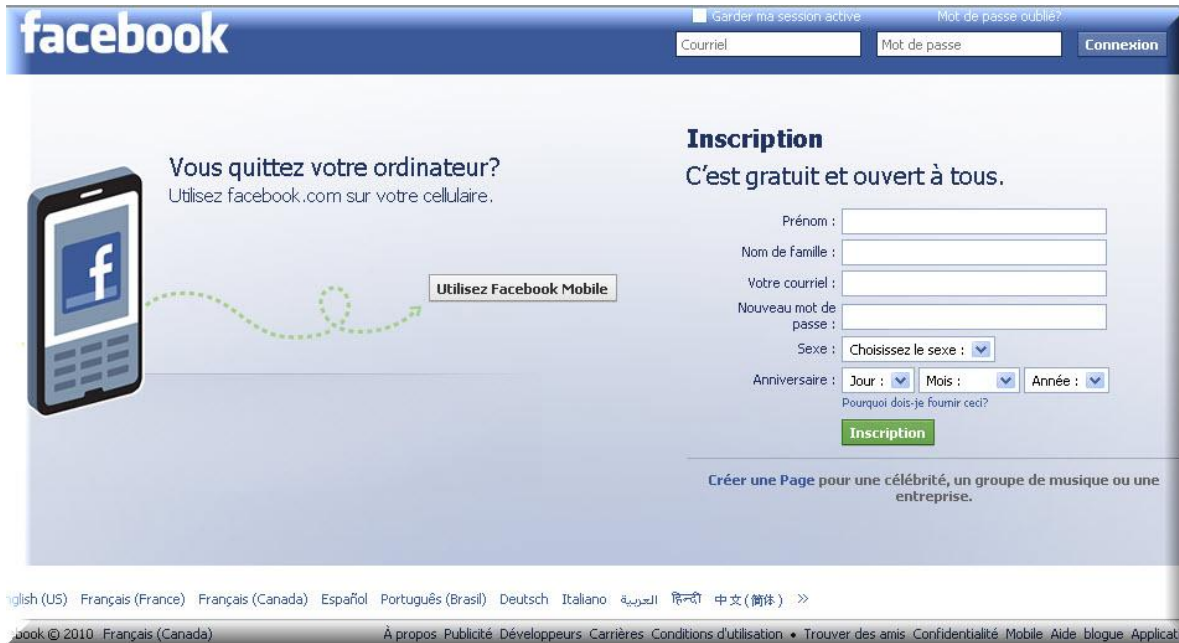 Garder ma session active Mot de passe oublié?
facebook
Courriel Mot de passe Connexion
Inscription
C'est gratuit et ouvert à tous.
Vous quittez votre ordinateur?
Utilisez facebook.com sur votre cellulaire.
f
Utilisez Facebook Mobile
Prénom :
Nom de famille :
Votre courriel :
Nouveau mot de
passe :
Sexe : Choisissez le sexe :
Anniversaire : Jour : Mois : Année :
Pourquoi dois-je fournir ceci?
Inscription
Créer une Page pour une célébrité, un groupe de musique ou une
entreprise.
nglish (US) Français (France) Français (Canada) Español Português (Brasil) Deutsch Italiano العربية हिन्दी 中文(简体) »
book © 2010 Français (Canada) À propos Publicité Développeurs Carrières Conditions d'utilisation • Trouver des amis Confidentialité Mobile Aide blogue Applicat